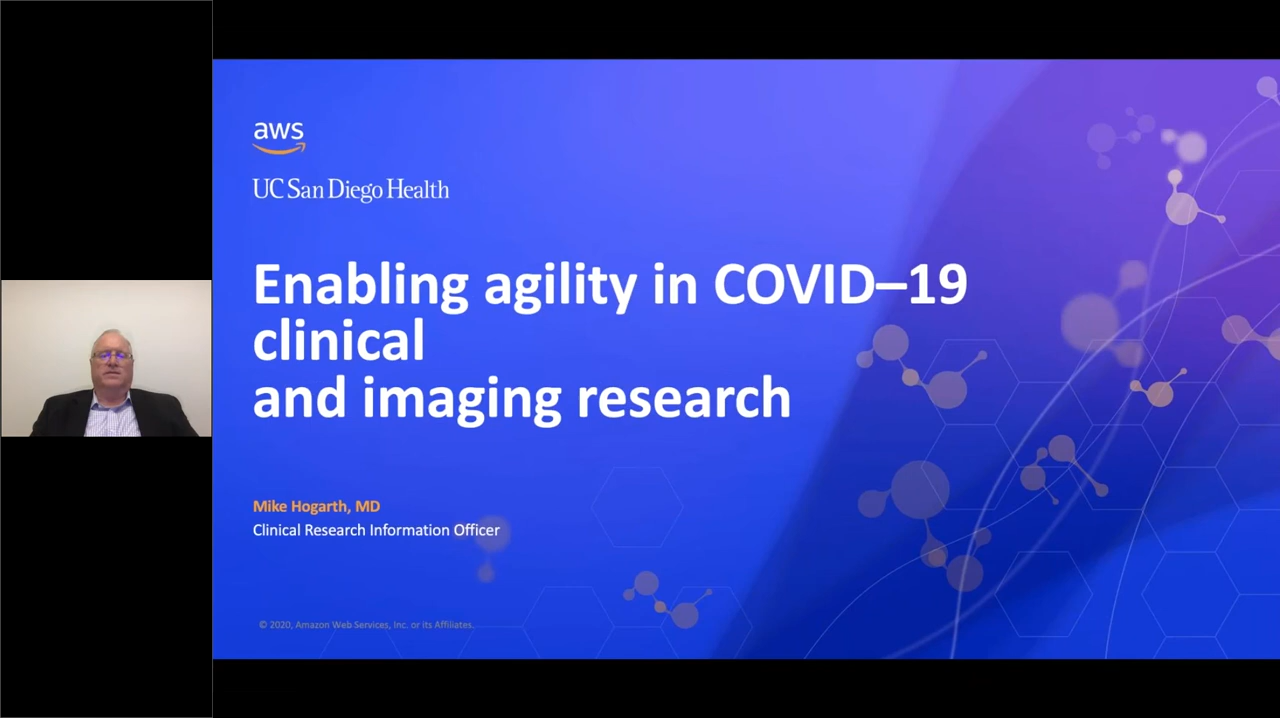 aws
UC San Diego Health
Enabling agility in COVID–19
clinical
and imaging research
Mike Hogarth, MD
Clinical Research Information Officer
© 2020, Amazon Web Services, Inc. or its Affiliates.